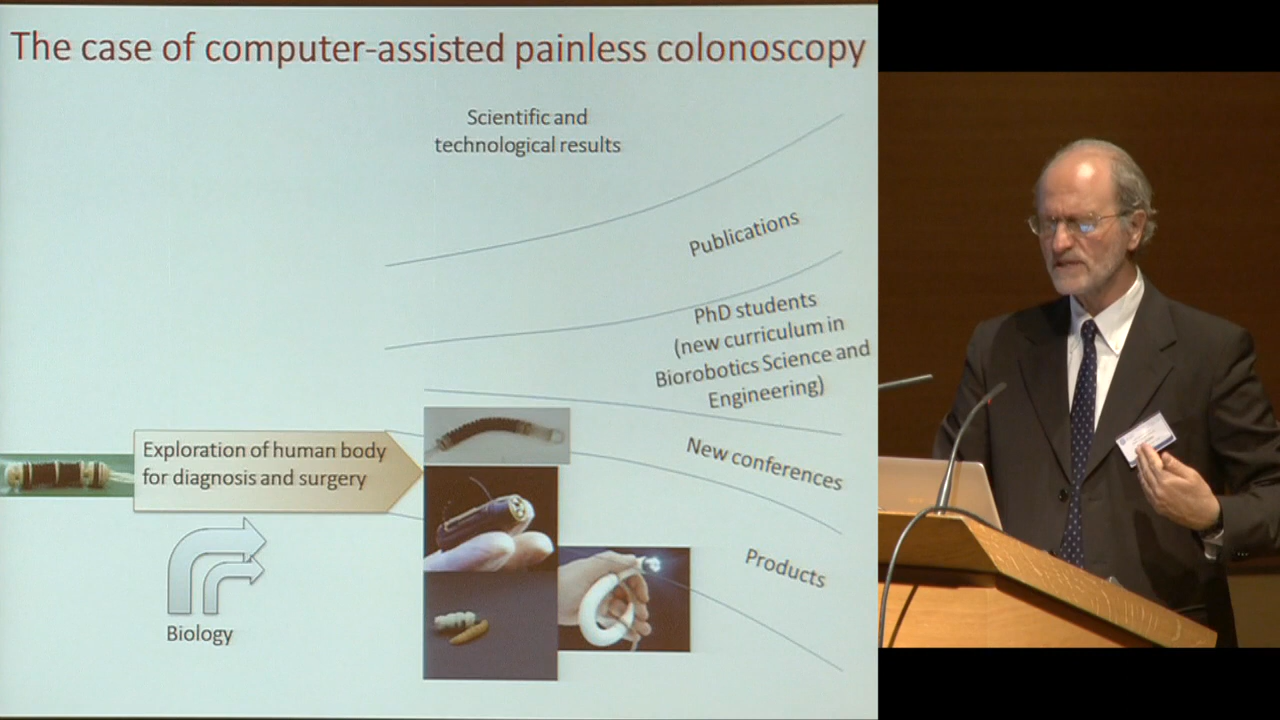 The case of computer-assisted painless colonoscopy
Scientific and
technological results
Publications
PhD students
(new curriculum in
Biorobotics Science and
Engineering)
New conferences
Products
Exploration of human body
for diagnosis and surgery
Biology